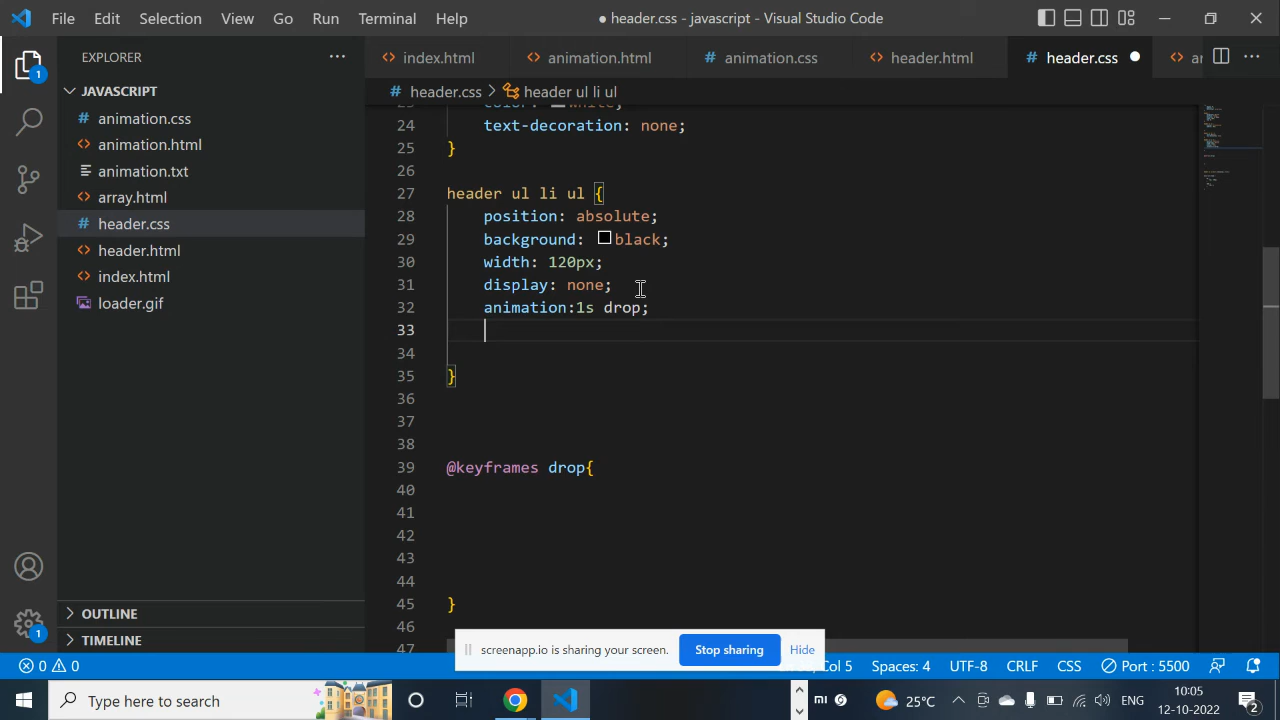 File Edit Selection View Go Run Terminal Help ● header.css - javascript - Visual Studio Code
EXPLORER
index.html animation.html # animation.css header.html # header.css
1
JAVASCRIPT
# header.css > header ul li ul
# animation.css
animation.html
animation.txt
array.html
# header.css
header.html
index.html
loader.gif
24 text-decoration: none;
25 }
26
27 header ul li ul {
28 position: absolute;
29 background: black;
30 width: 120px;
31 display: none;
32 animation:1s drop;
33
34
35 }
36
37
38
39 @keyframes drop{
40
41
42
43
44
45 }
46
47
OUTLINE
TIMELINE
1
screenapp.io is sharing your screen. Stop sharing Hide
0 0 Col 5 Spaces: 4 UTF-8 CRLF CSS Port : 5500
Type here to search 25°C ENG 10:05
12-10-2022 2